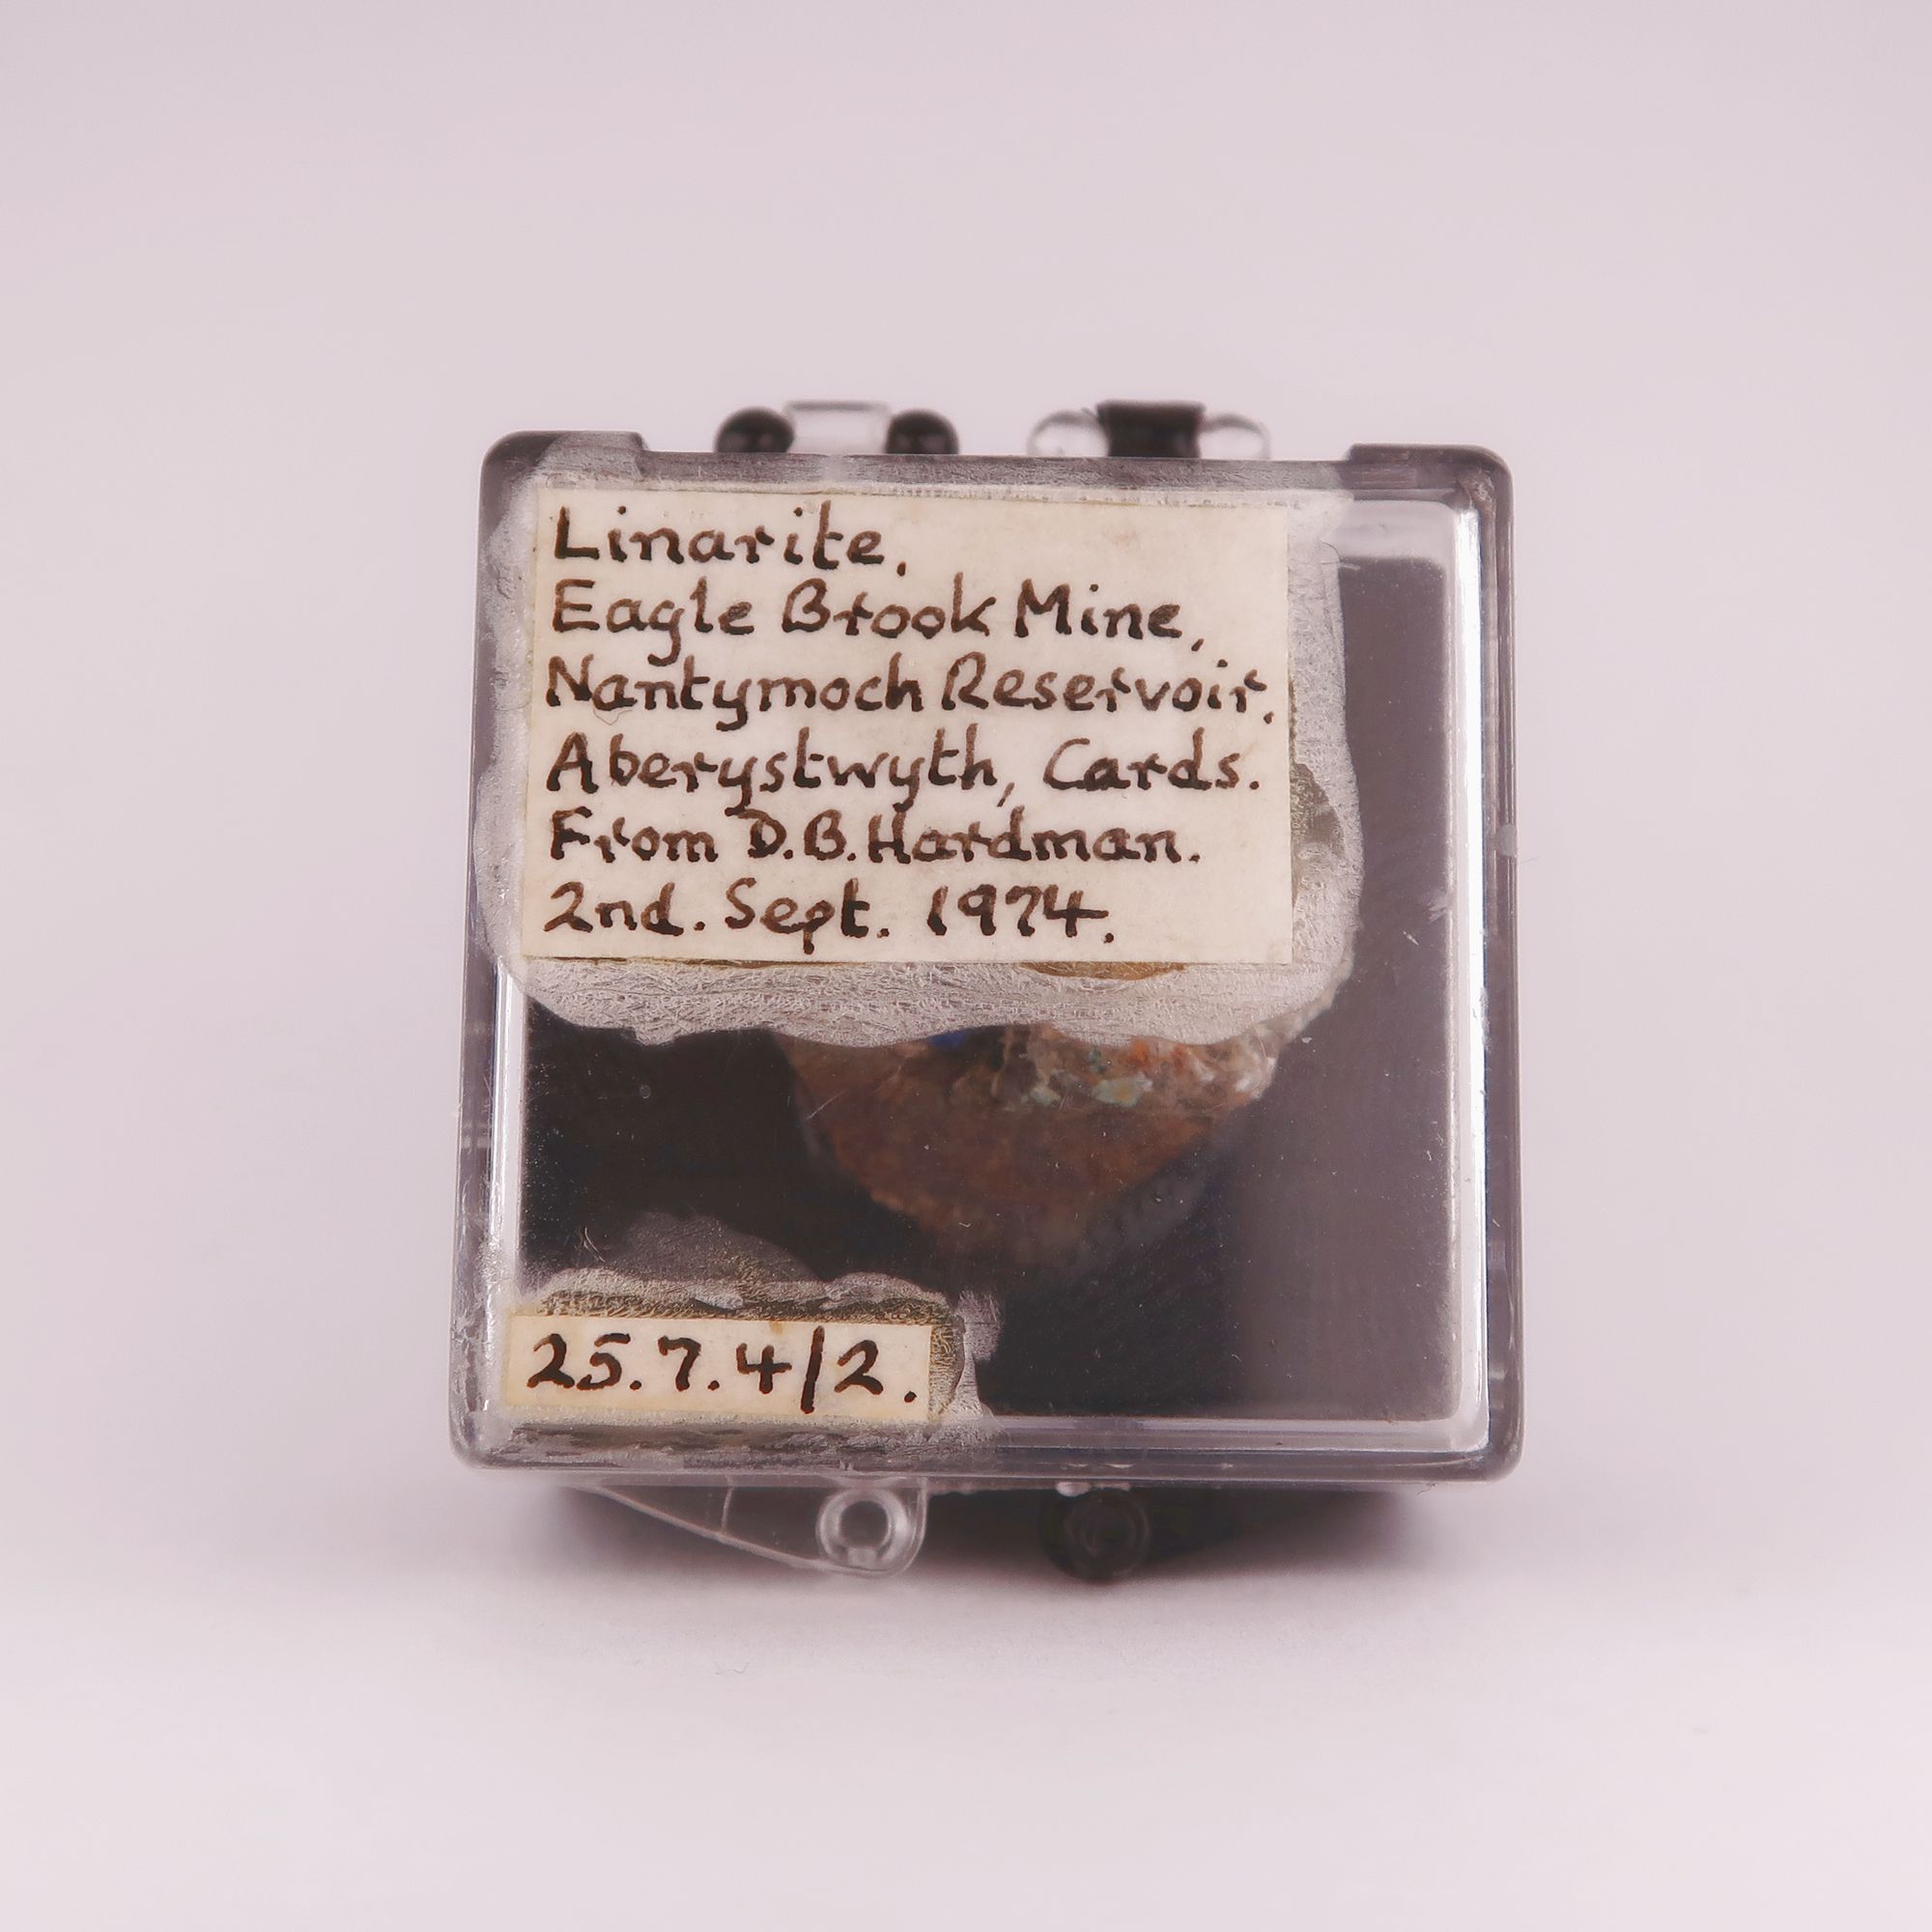 Linarite.
Eagle Brook Mine,
Nantymoch Reservoir.
Aberystwyth, Cards.
From D.B. Hardman.
2nd. Sept. 1974.
25.7.4/2.